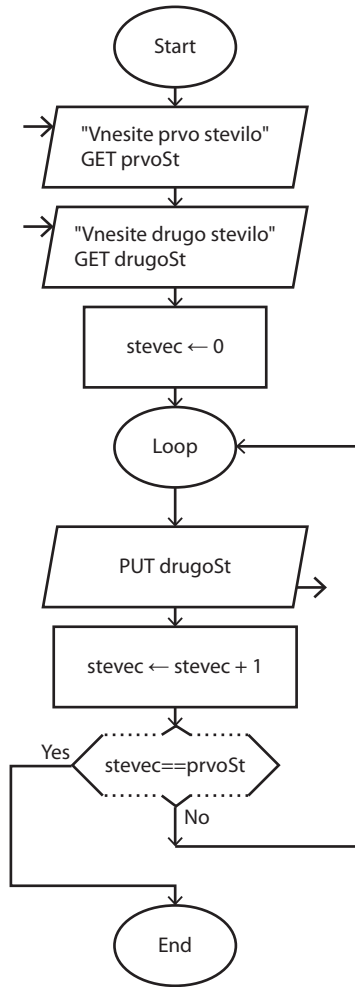 Start
"Vnesite prvo stevilo"
GET prvoSt
"Vnesite drugo stevilo"
GET drugoSt
stevec ← 0
Loop
PUT drugoSt
stevec ← stevec + 1
Yes
stevec==prvoSt
No
End